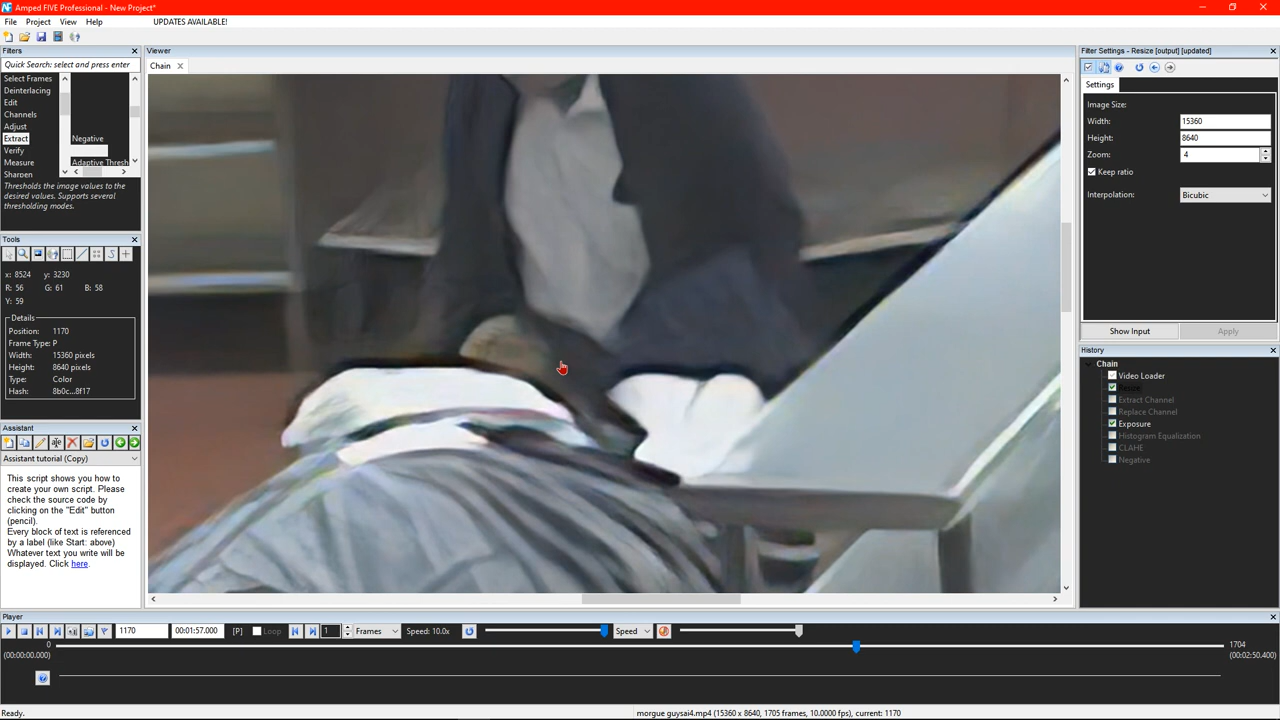 Amped FIVE Professional - New Project*
File Project View Help UPDATES AVAILABLE!
Filters
Quick Search: select and press enter
Select Frames
Deinterlacing
Edit
Channels
Adjust
Extract Negative
Verify
Measure Adaptive Thresh
Sharpen
Thresholds the image values to the
desired values. Supports several
thresholding modes.
Tools
x: 8524 y: 3230
R: 56 G: 61 B: 58
Y: 59
Details
Position: 1170
Frame Type: P
Width: 15360 pixels
Height: 8640 pixels
Type: Color
Hash: 8b0c...8f17
Assistant
Assistant tutorial (Copy)
This script shows you how to
create your own script. Please
check the source code by
clicking on the "Edit" button
(pencil).
Every block of text is referenced
by a label (like Start: above)
Whatever text you write will be
displayed. Click here.
Viewer
Chain
Filter Settings - Resize [output] [updated]
Settings
Image Size:
Width: 15360
Height: 8640
Zoom: 4
Keep ratio
Interpolation: Bicubic
Show Input Apply
History
Chain
Video Loader
Resize
Extract Channel
Replace Channel
Exposure
Histogram Equalization
CLAHE
Negative
Player
1170 00:01:57.000 [P] Loop 1 Frames Speed: 10.0x Speed
0 1704
(00:00:00.000) (00:02:50.400)
Ready. morgue guysai4.mp4 (15360 x 8640, 1705 frames, 10.0000 fps), current: 1170